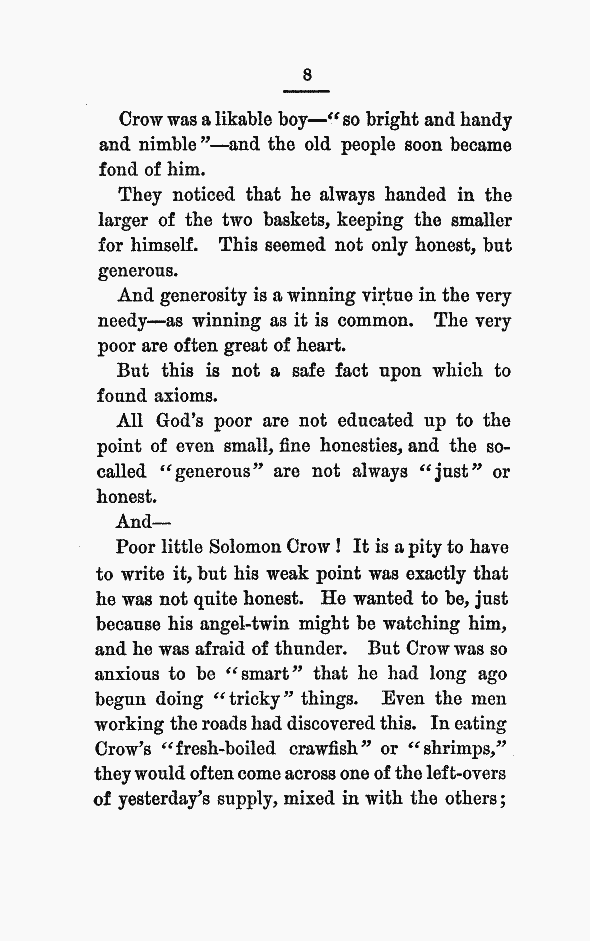 8
Crow was a likable boy—“so bright and handy
and nimble”—and the old people soon became
fond of him.
They noticed that he always handed in the
larger of the two baskets, keeping the smaller
for himself. This seemed not only honest, but
generous.
And generosity is a winning virtue in the very
needy—as winning as it is common. The very
poor are often great of heart.
But this is not a safe fact upon which to
found axioms.
All God's poor are not educated up to the
point of even small, fine honesties, and the so-
called “generous” are not always “just” or
honest.
And—
Poor little Solomon Crow! It is a pity to have
to write it, but his weak point was exactly that
he was not quite honest. He wanted to be, just
because his angel-twin might be watching him,
and he was afraid of thunder. But Crow was so
anxious to be “smart” that he had long ago
begun doing “tricky” things. Even the men
working the roads had discovered this. In eating
Crow's “fresh-boiled crawfish” or “shrimps,”
they would often come across one of the left-overs
of yesterday's supply, mixed in with the others;